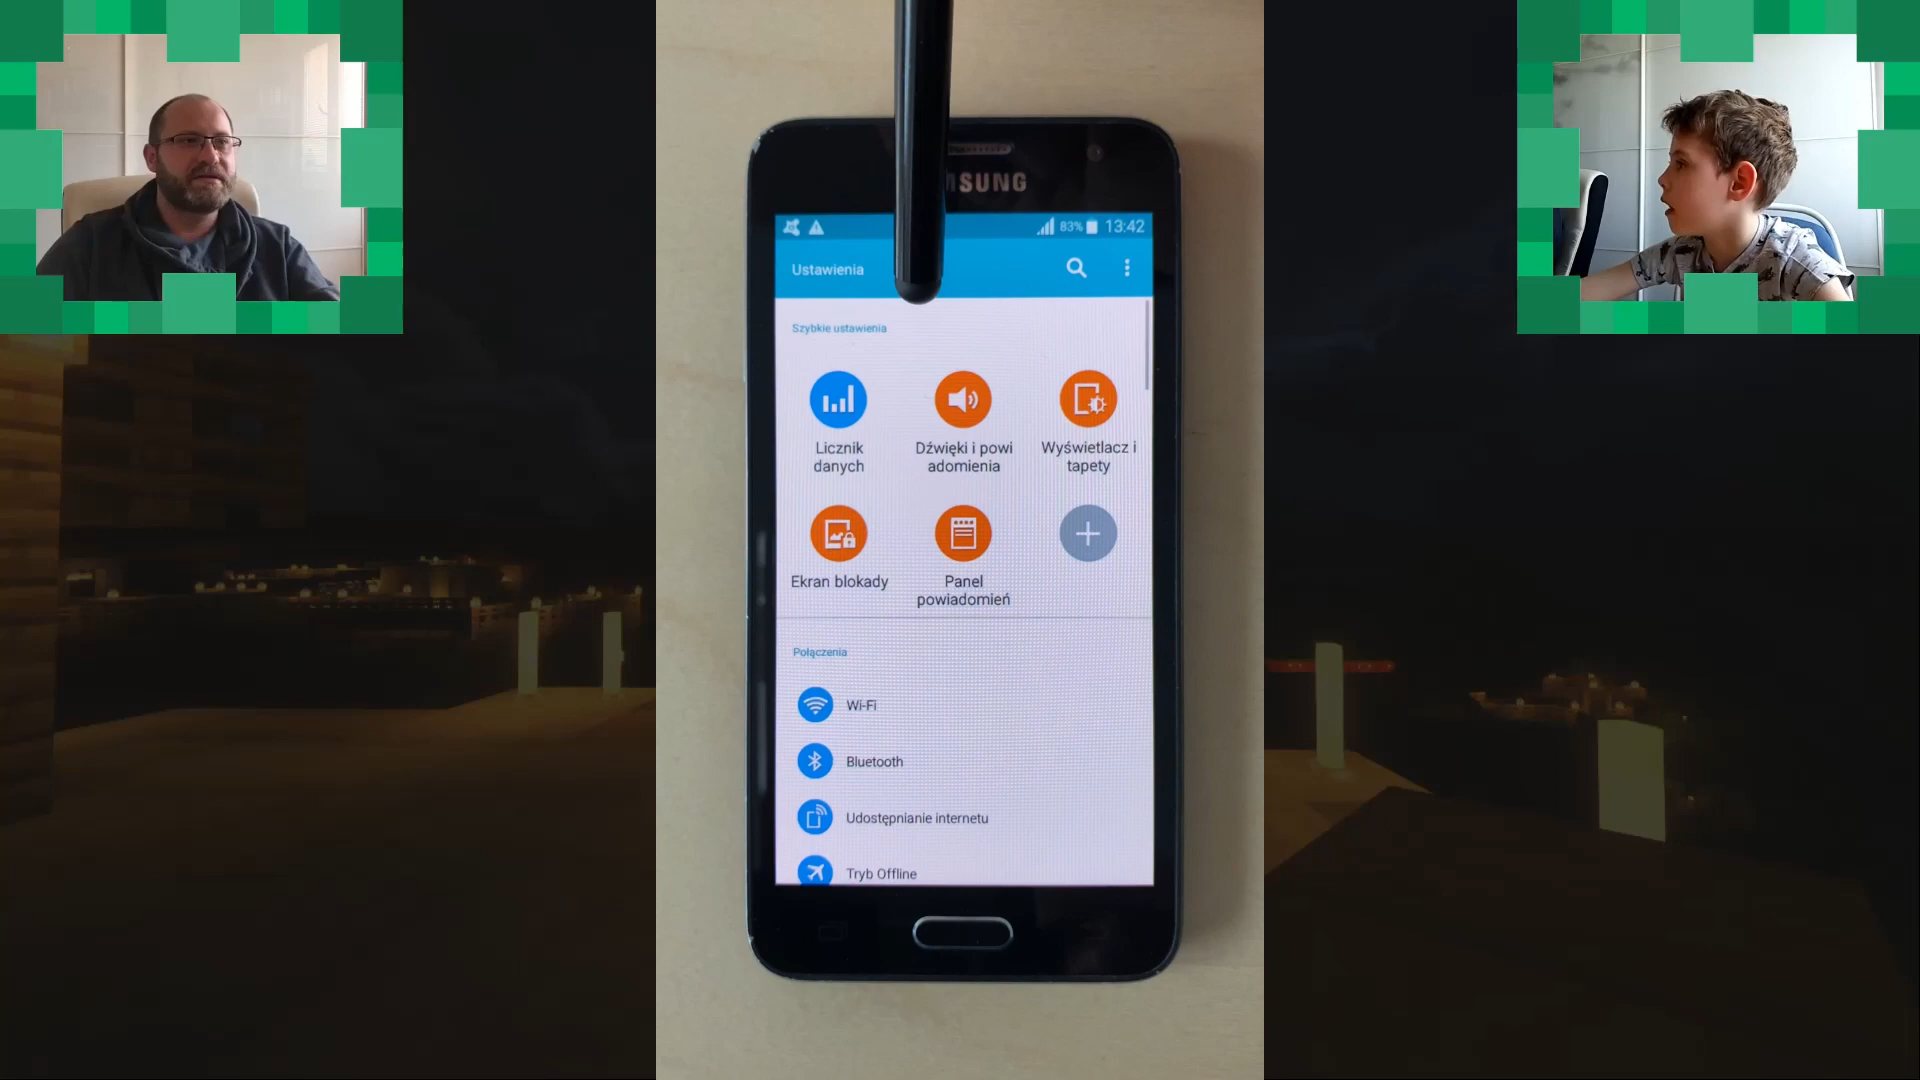 SUNG
83% 13:42
Ustawienia
Szybkie ustawienia
Licznik
danych
Dźwięki i powi
adomienia
Wyświetlacz i
tapety
Ekran blokady
Panel
powiadomień
Połączenia
Wi-Fi
Bluetooth
Udostępnianie internetu
Tryb Offline